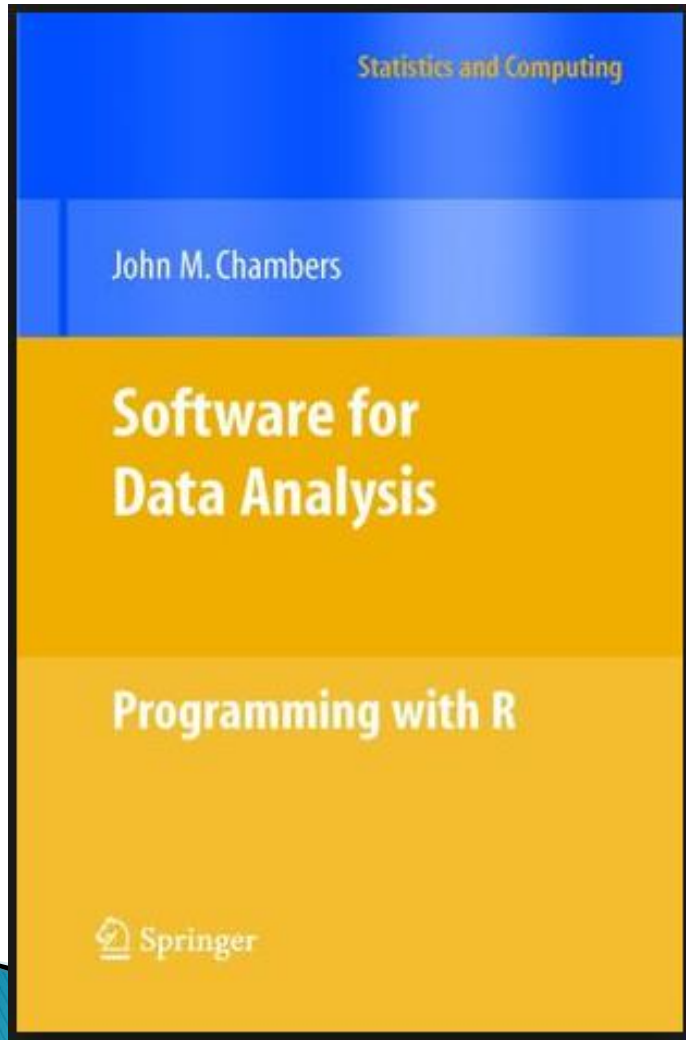 Statistics and Computing
John M. Chambers
Software for
Data Analysis
Programming with R
Springer